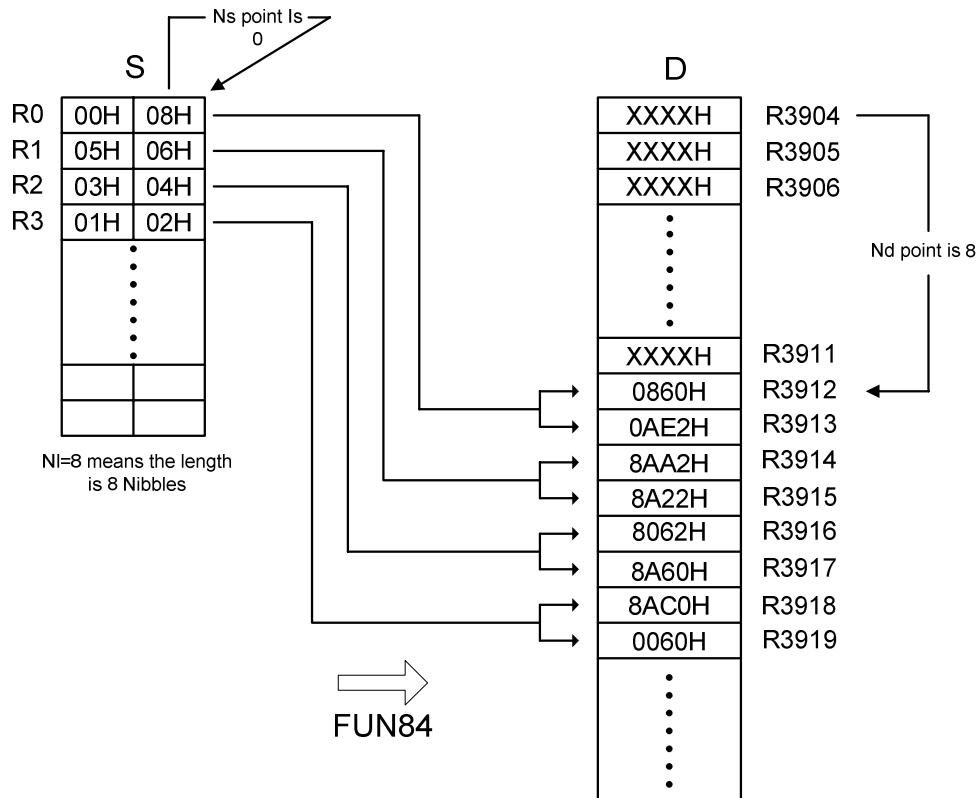 Ns point Is
0
S
D
R0 00H 08H
R1 05H 06H
R2 03H 04H
R3 01H 02H
Nl=8 means the length
is 8 Nibbles
XXXXH R3904
XXXXH R3905
XXXXH R3906
Nd point is 8
XXXXH R3911
0860H R3912
0AE2H R3913
8AA2H R3914
8A22H R3915
8062H R3916
8A60H R3917
8AC0H R3918
0060H R3919
FUN84